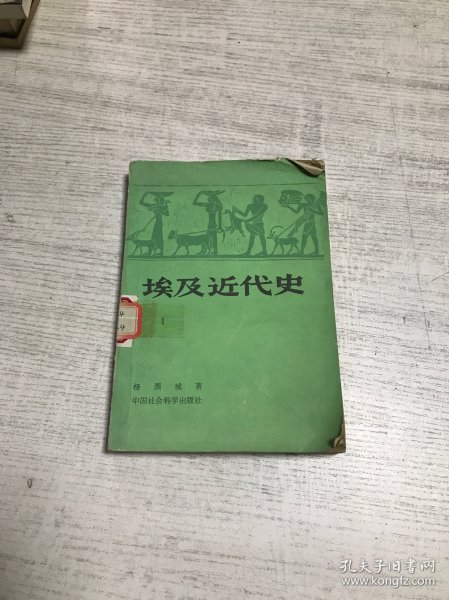 埃及近代史
杨灏城 著
中国社会科学出版社
孔夫子旧书网
www.kongfz.com